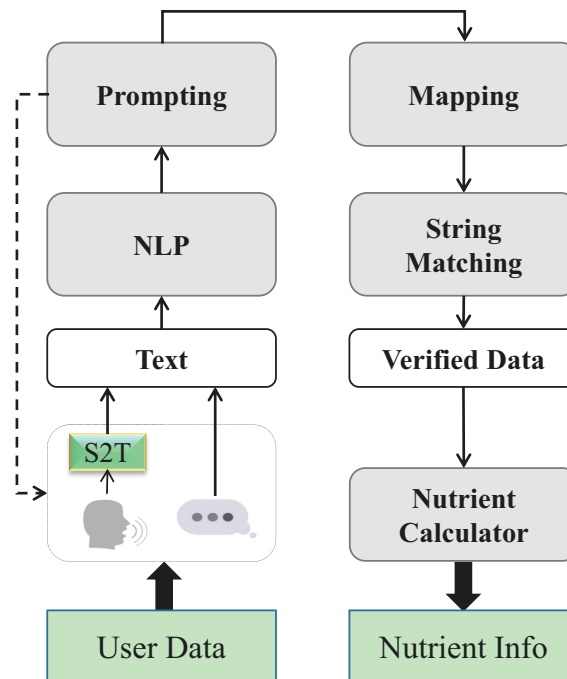 Prompting
NLP
Text
S2T
User Data
Mapping
String
Matching
Verified Data
Nutrient
Calculator
Nutrient Info